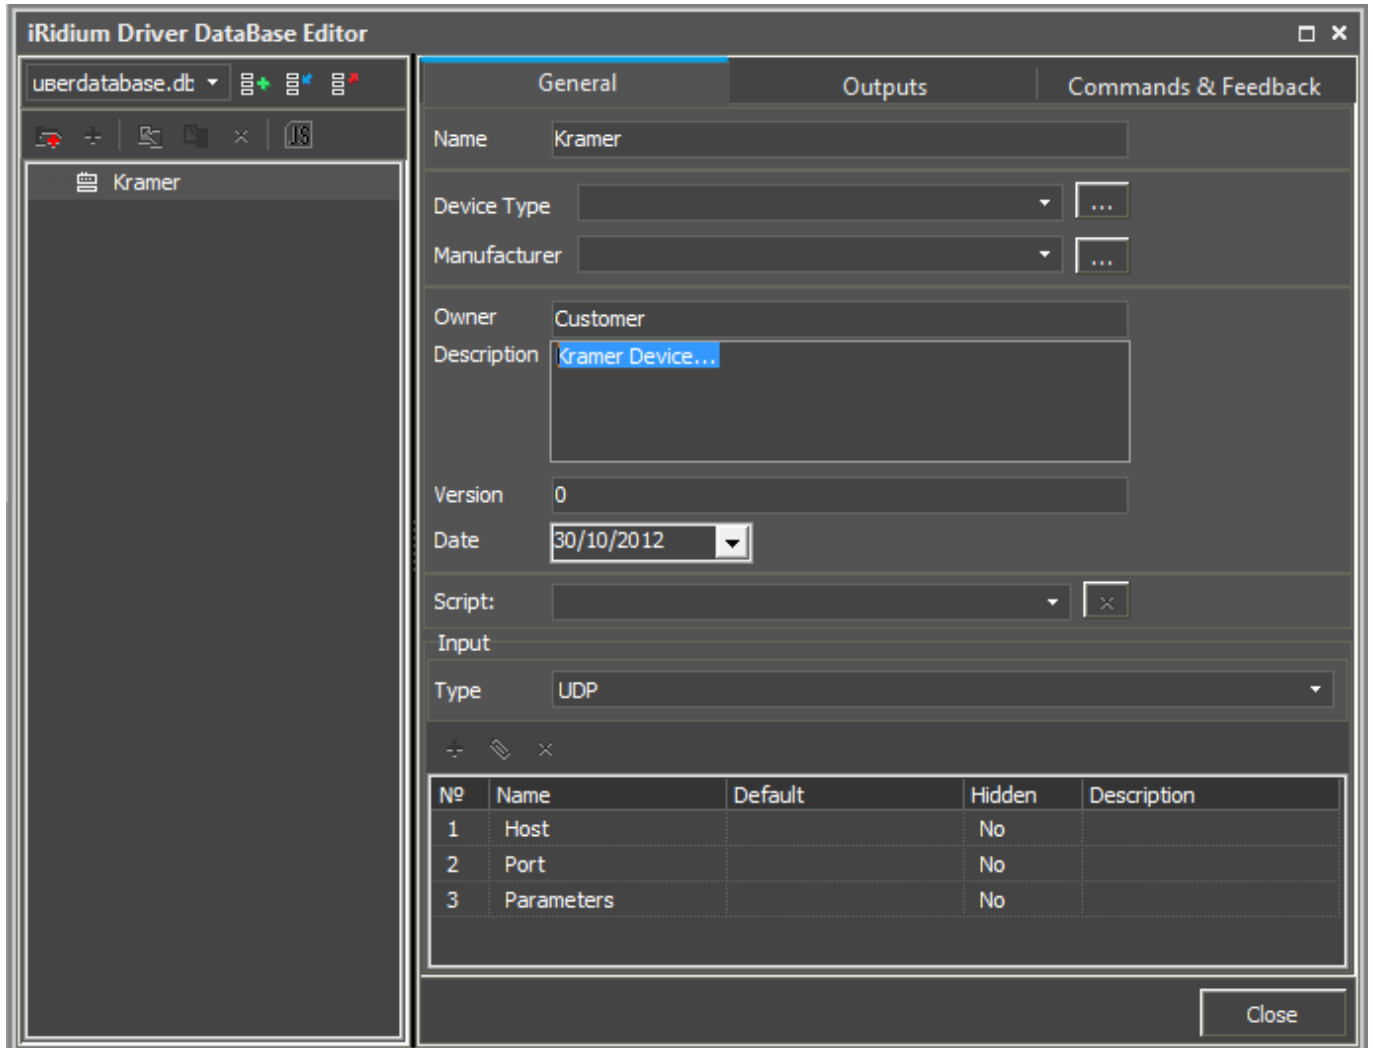 iRidium Driver DataBase Editor
userdatabase.db
JS
Kramer
General
Outputs
Commands & Feedback
Name
Kramer
Device Type
...
Manufacturer
...
Owner
Customer
Description
Kramer Device...
Version
0
Date
30/10/2012
Script:
Input
Type
UDP
Nº Name Default Hidden Description
1 Host No
2 Port No
3 Parameters No
Close